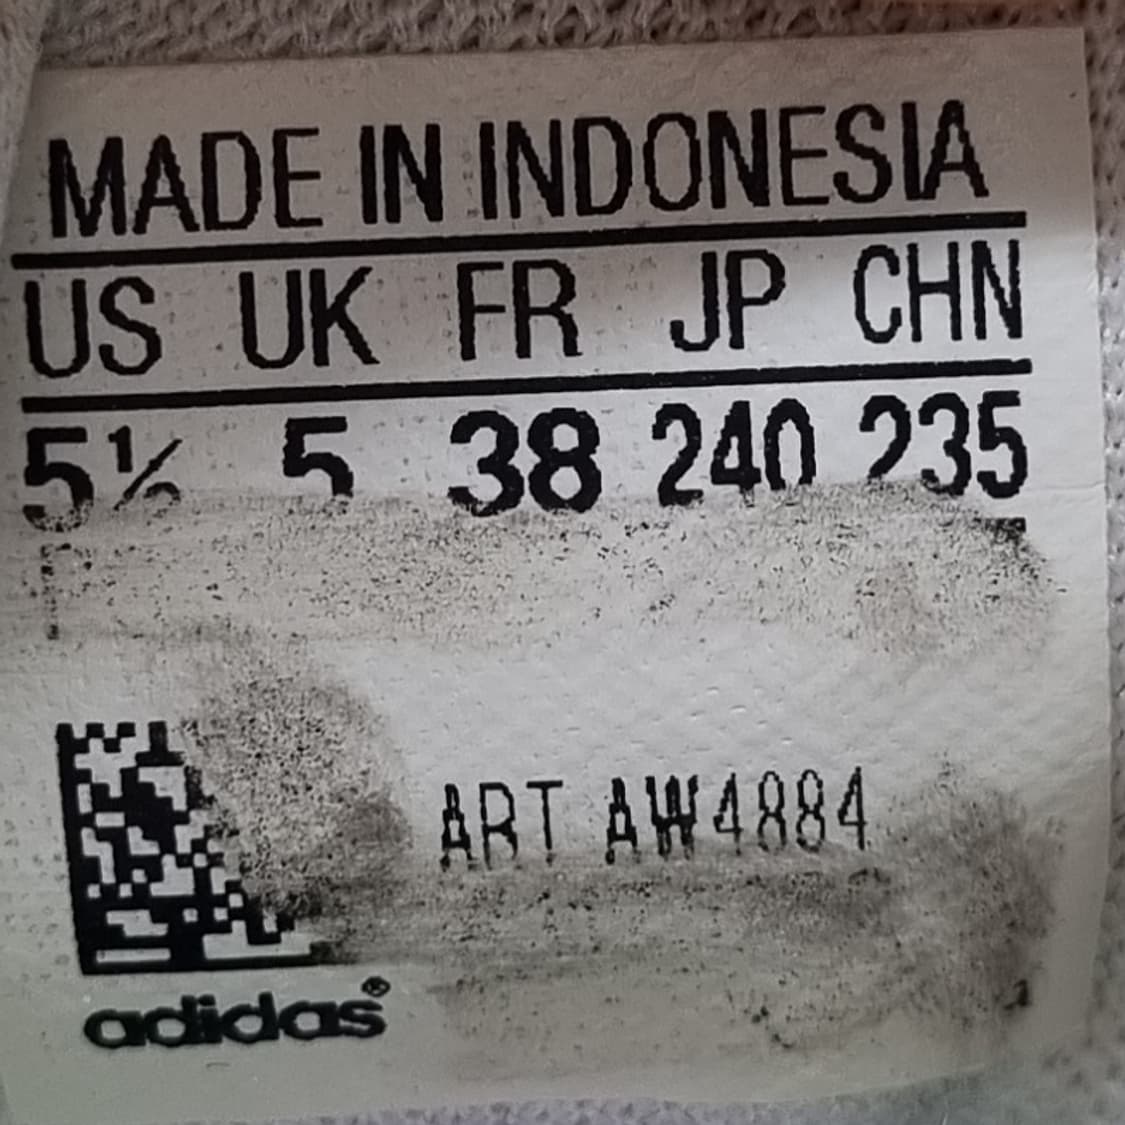 MADE IN INDONESIA
US UK FR JP CHN
5½ 5 38 240 235
ART AW4884
adidas®